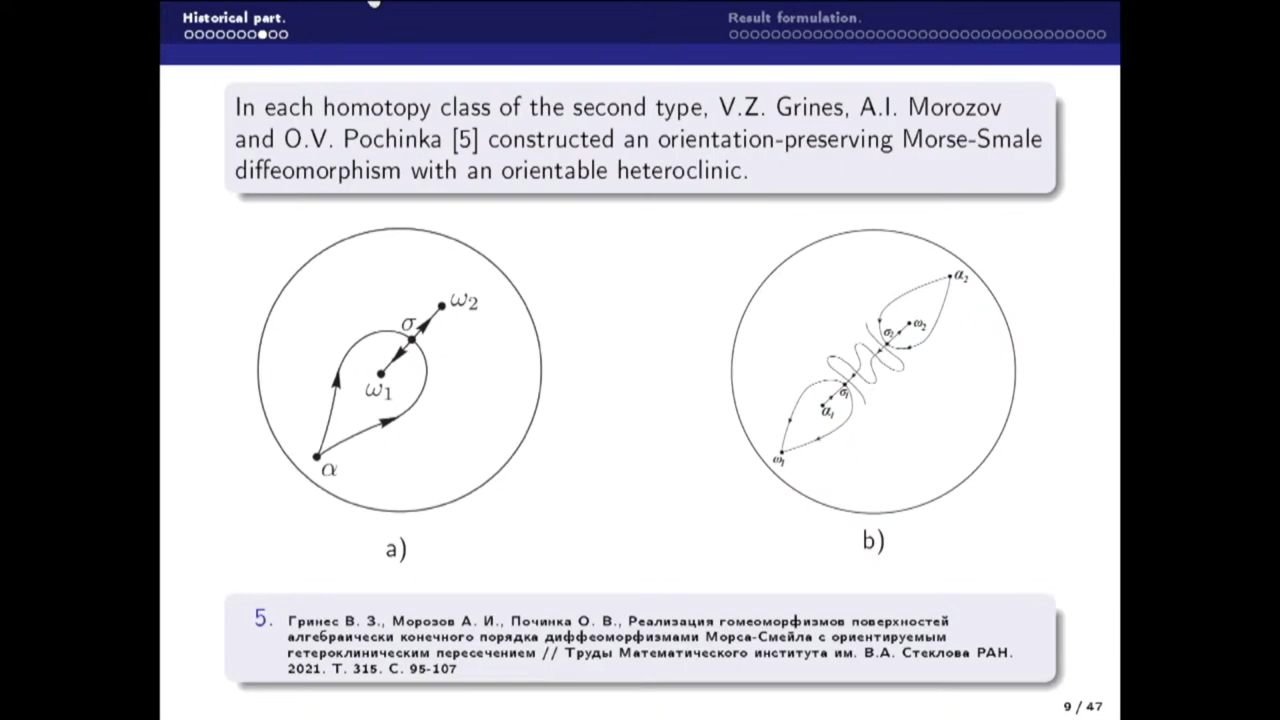 Historical part.
Result formulation.
In each homotopy class of the second type, V.Z. Grines, A.I. Morozov
and O.V. Pochinka [5] constructed an orientation-preserving Morse-Smale
diffeomorphism with an orientable heteroclinic.
ω2
σ
ω1
α
a)
α2
ω2
σ2
σ1
α1
ω1
b)
5. Гринес В. З., Морозов А. И., Починка О. В., Реализация гомеоморфизмов поверхностей
алгебраически конечного порядка диффеоморфизмами Морса-Смейла с ориентируемым
гетероклиническим пересечением // Труды Математического института им. В.А. Стеклова РАН.
2021. Т. 315. С. 95-107
9 / 47